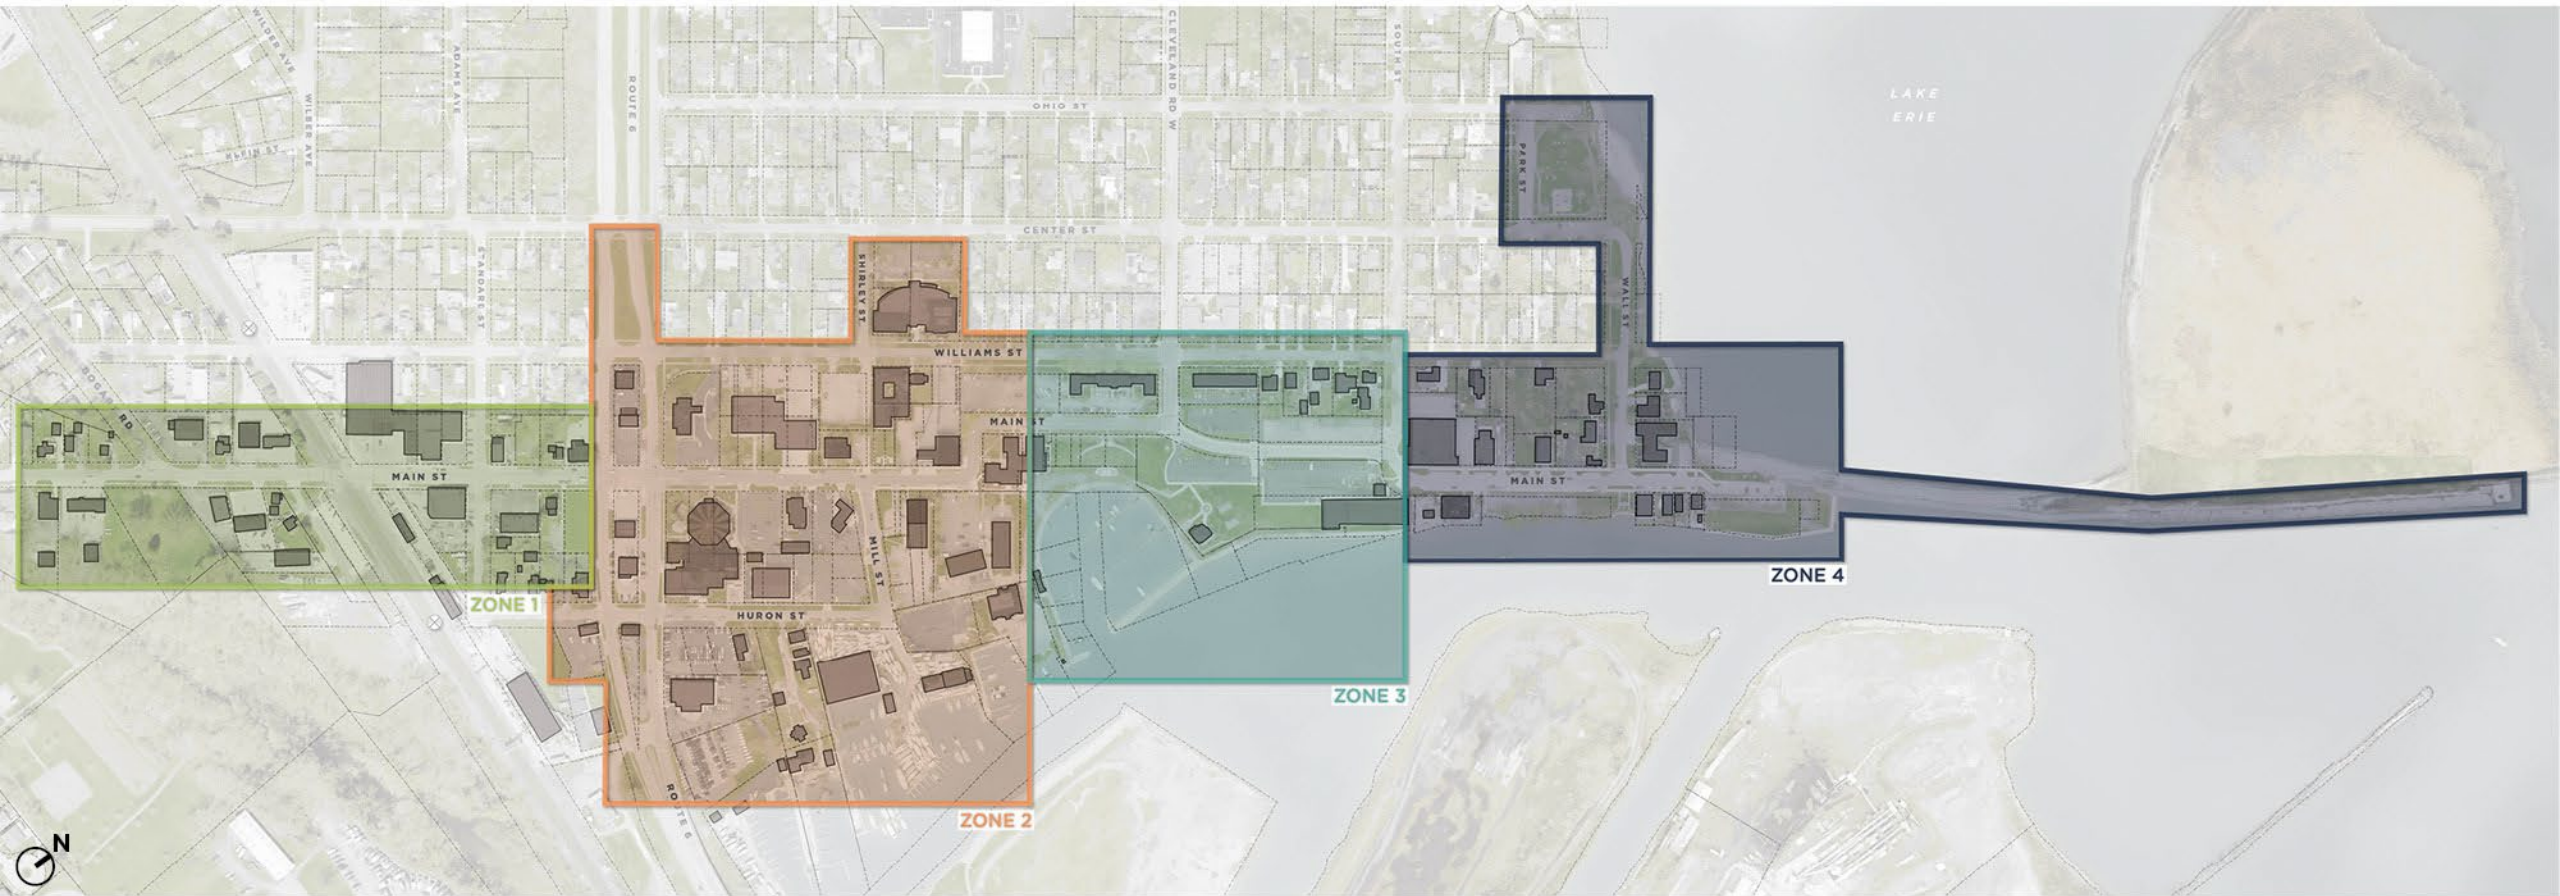 WILDER AVE
WILBER AVE
ADAMS AVE
KLEIN ST
STANDART ST
ROUTE 6
OHIO ST
CLEVELAND RD W
SOUTH ST
LAKE
ERIE
PARK ST
CENTER ST
SHIRLEY ST
WALL ST
WILLIAMS ST
BOGART
RD
MAIN ST
MAIN ST
MAIN ST
MILL ST
HURON ST
ROUTE 6
ZONE 1
ZONE 2
ZONE 3
ZONE 4
N